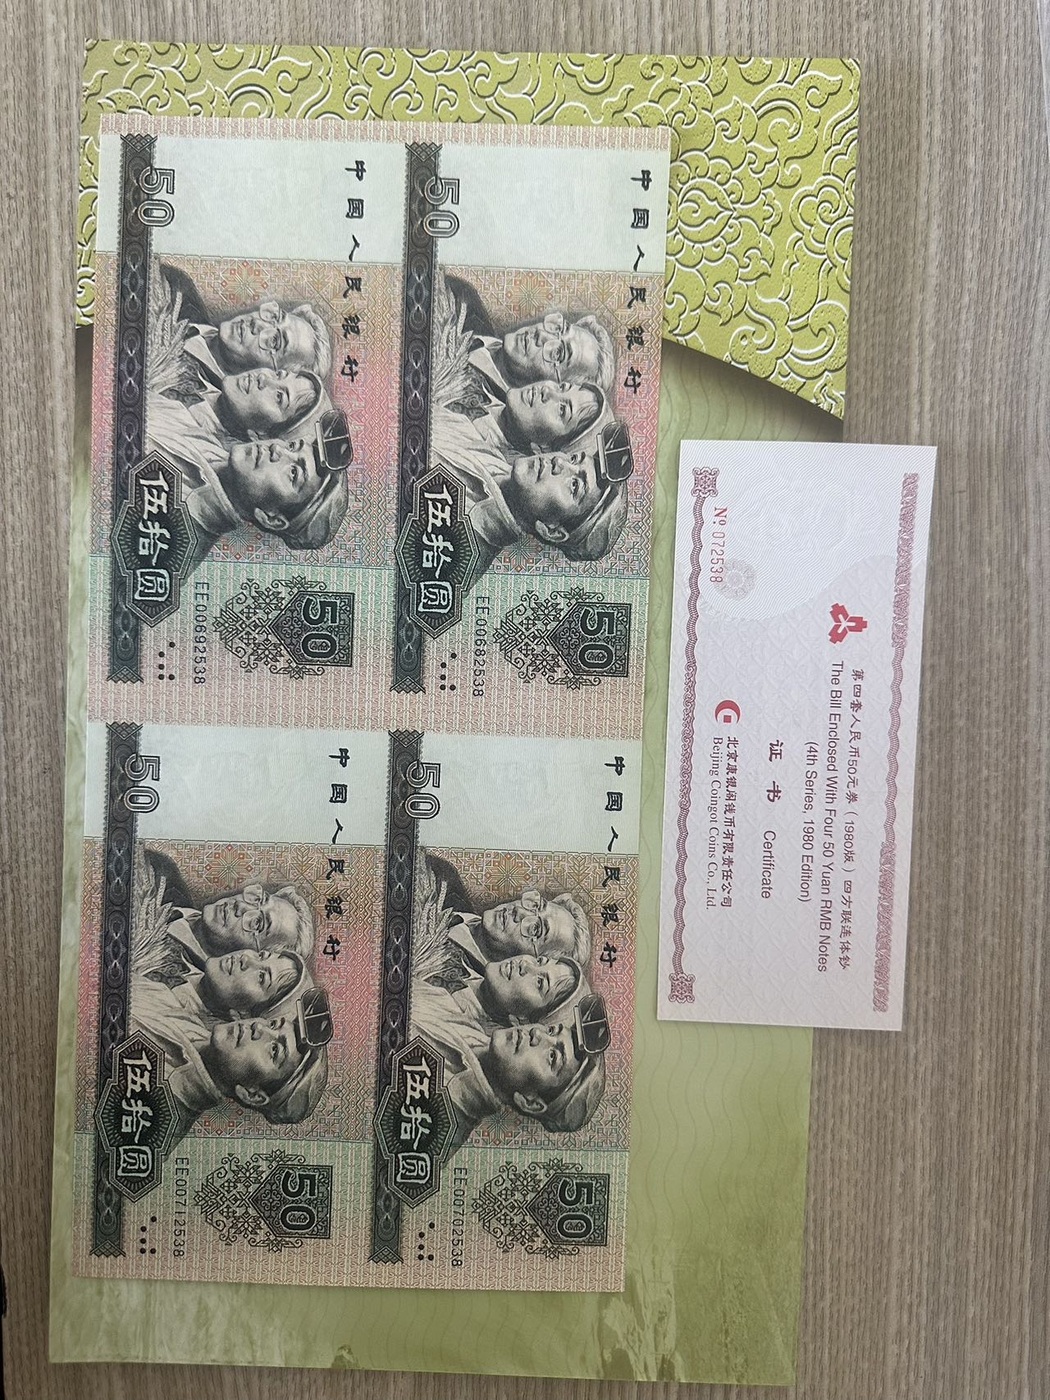 第四套人民币50元券（1980版）四方联连体钞
The Bill Enclosed With Four 50 Yuan RMB Notes
(4th Series, 1980 Edition)
证书 Certificate
北京康银阁钱币有限责任公司
Beijing Coingot Coins Co., Ltd.
Nº: 072538
中国人民银行
50
EE00682538
伍拾圆
50
中国人民银行
50
EE00702538
伍拾圆
50
中国人民银行
50
EE00692538
伍拾圆
50
中国人民银行
50
EE00712538
伍拾圆
50